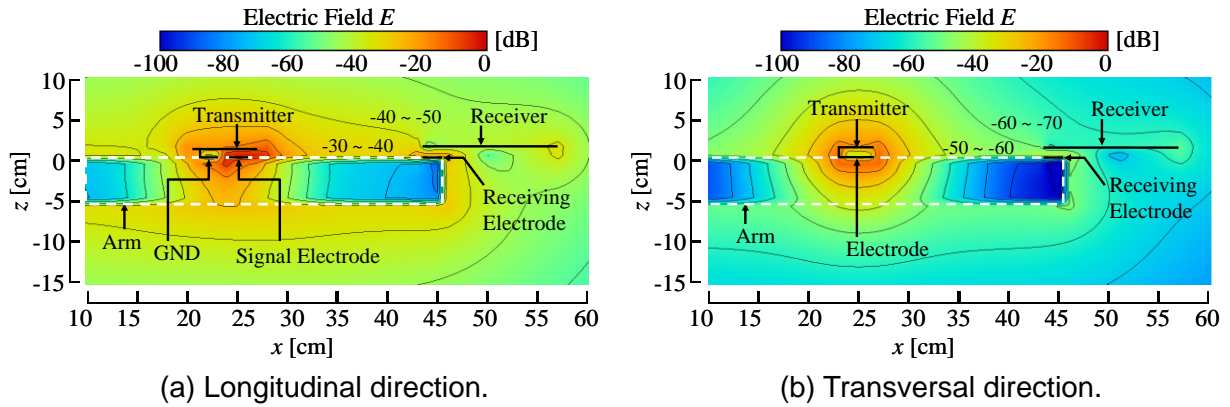 Electric Field E
[dB]
-100 -80 -60 -40 -20 0
10
5
0
-5
-10
-15
z [cm]
Transmitter
-40 ~ -50
Receiver
-30 ~ -40
Receiving
Electrode
Arm
GND
Signal Electrode
10 15 20 25 30 35 40 45 50 55 60
x [cm]
(a) Longitudinal direction.
Electric Field E
[dB]
-100 -80 -60 -40 -20 0
10
5
0
-5
-10
-15
z [cm]
Transmitter
-60 ~ -70
Receiver
-50 ~ -60
Receiving
Electrode
Arm
Electrode
10 15 20 25 30 35 40 45 50 55 60
x [cm]
(b) Transversal direction.